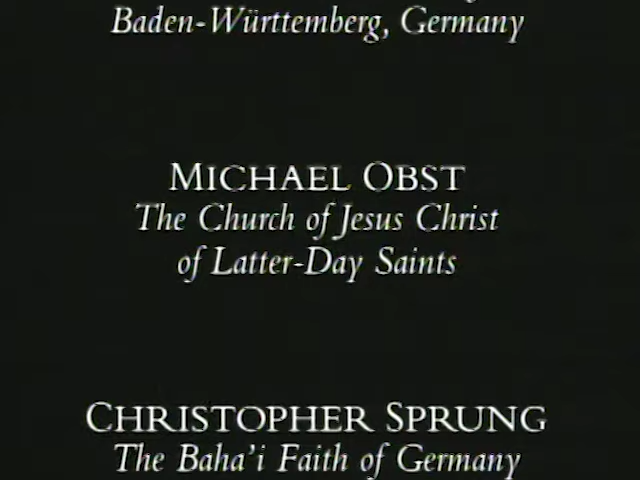 Baden-Württemberg, Germany
MICHAEL OBST
The Church of Jesus Christ
of Latter-Day Saints
CHRISTOPHER SPRUNG
The Baha'i Faith of Germany